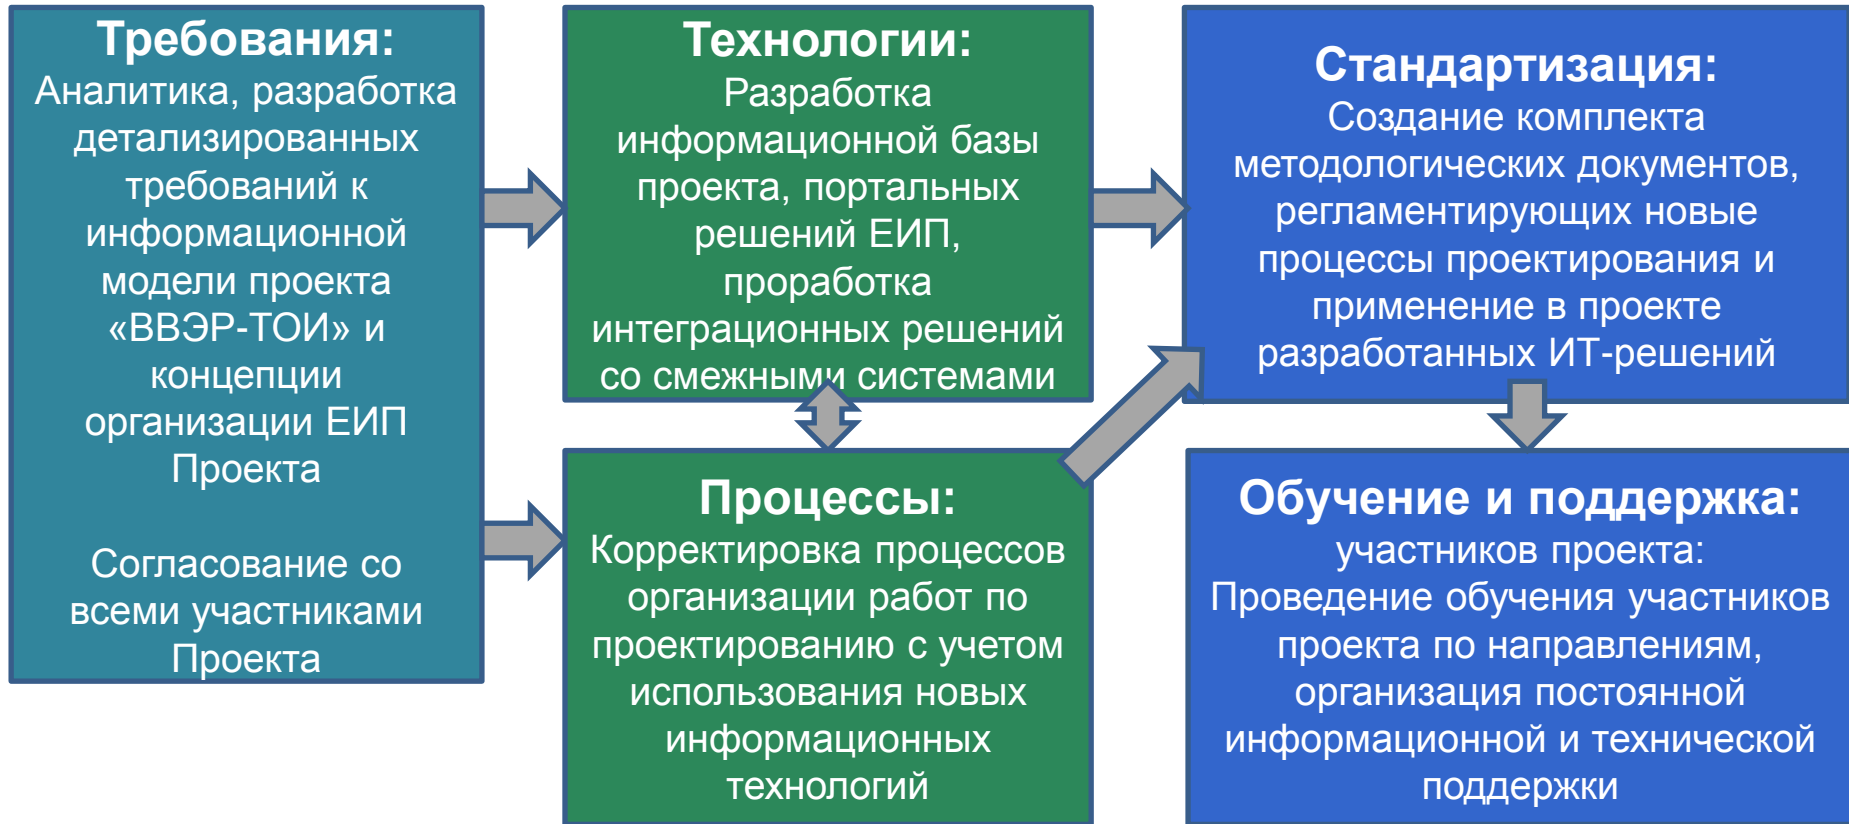 Требования:
Аналитика, разработка
детализированных
требований к
информационной
модели проекта
«ВВЭР-ТОИ» и
концепции
организации ЕИП
Проекта
Согласование со
всеми участниками
Проекта
Технологии:
Разработка
информационной базы
проекта, портальных
решений ЕИП,
проработка
интеграционных решений
со смежными системами
Процессы:
Корректировка процессов
организации работ по
проектированию с учетом
использования новых
информационных
технологий
Стандартизация:
Создание комплекта
методологических документов,
регламентирующих новые
процессы проектирования и
применение в проекте
разработанных ИТ-решений
Обучение и поддержка:
участников проекта:
Проведение обучения участников
проекта по направлениям,
организация постоянной
информационной и технической
поддержки